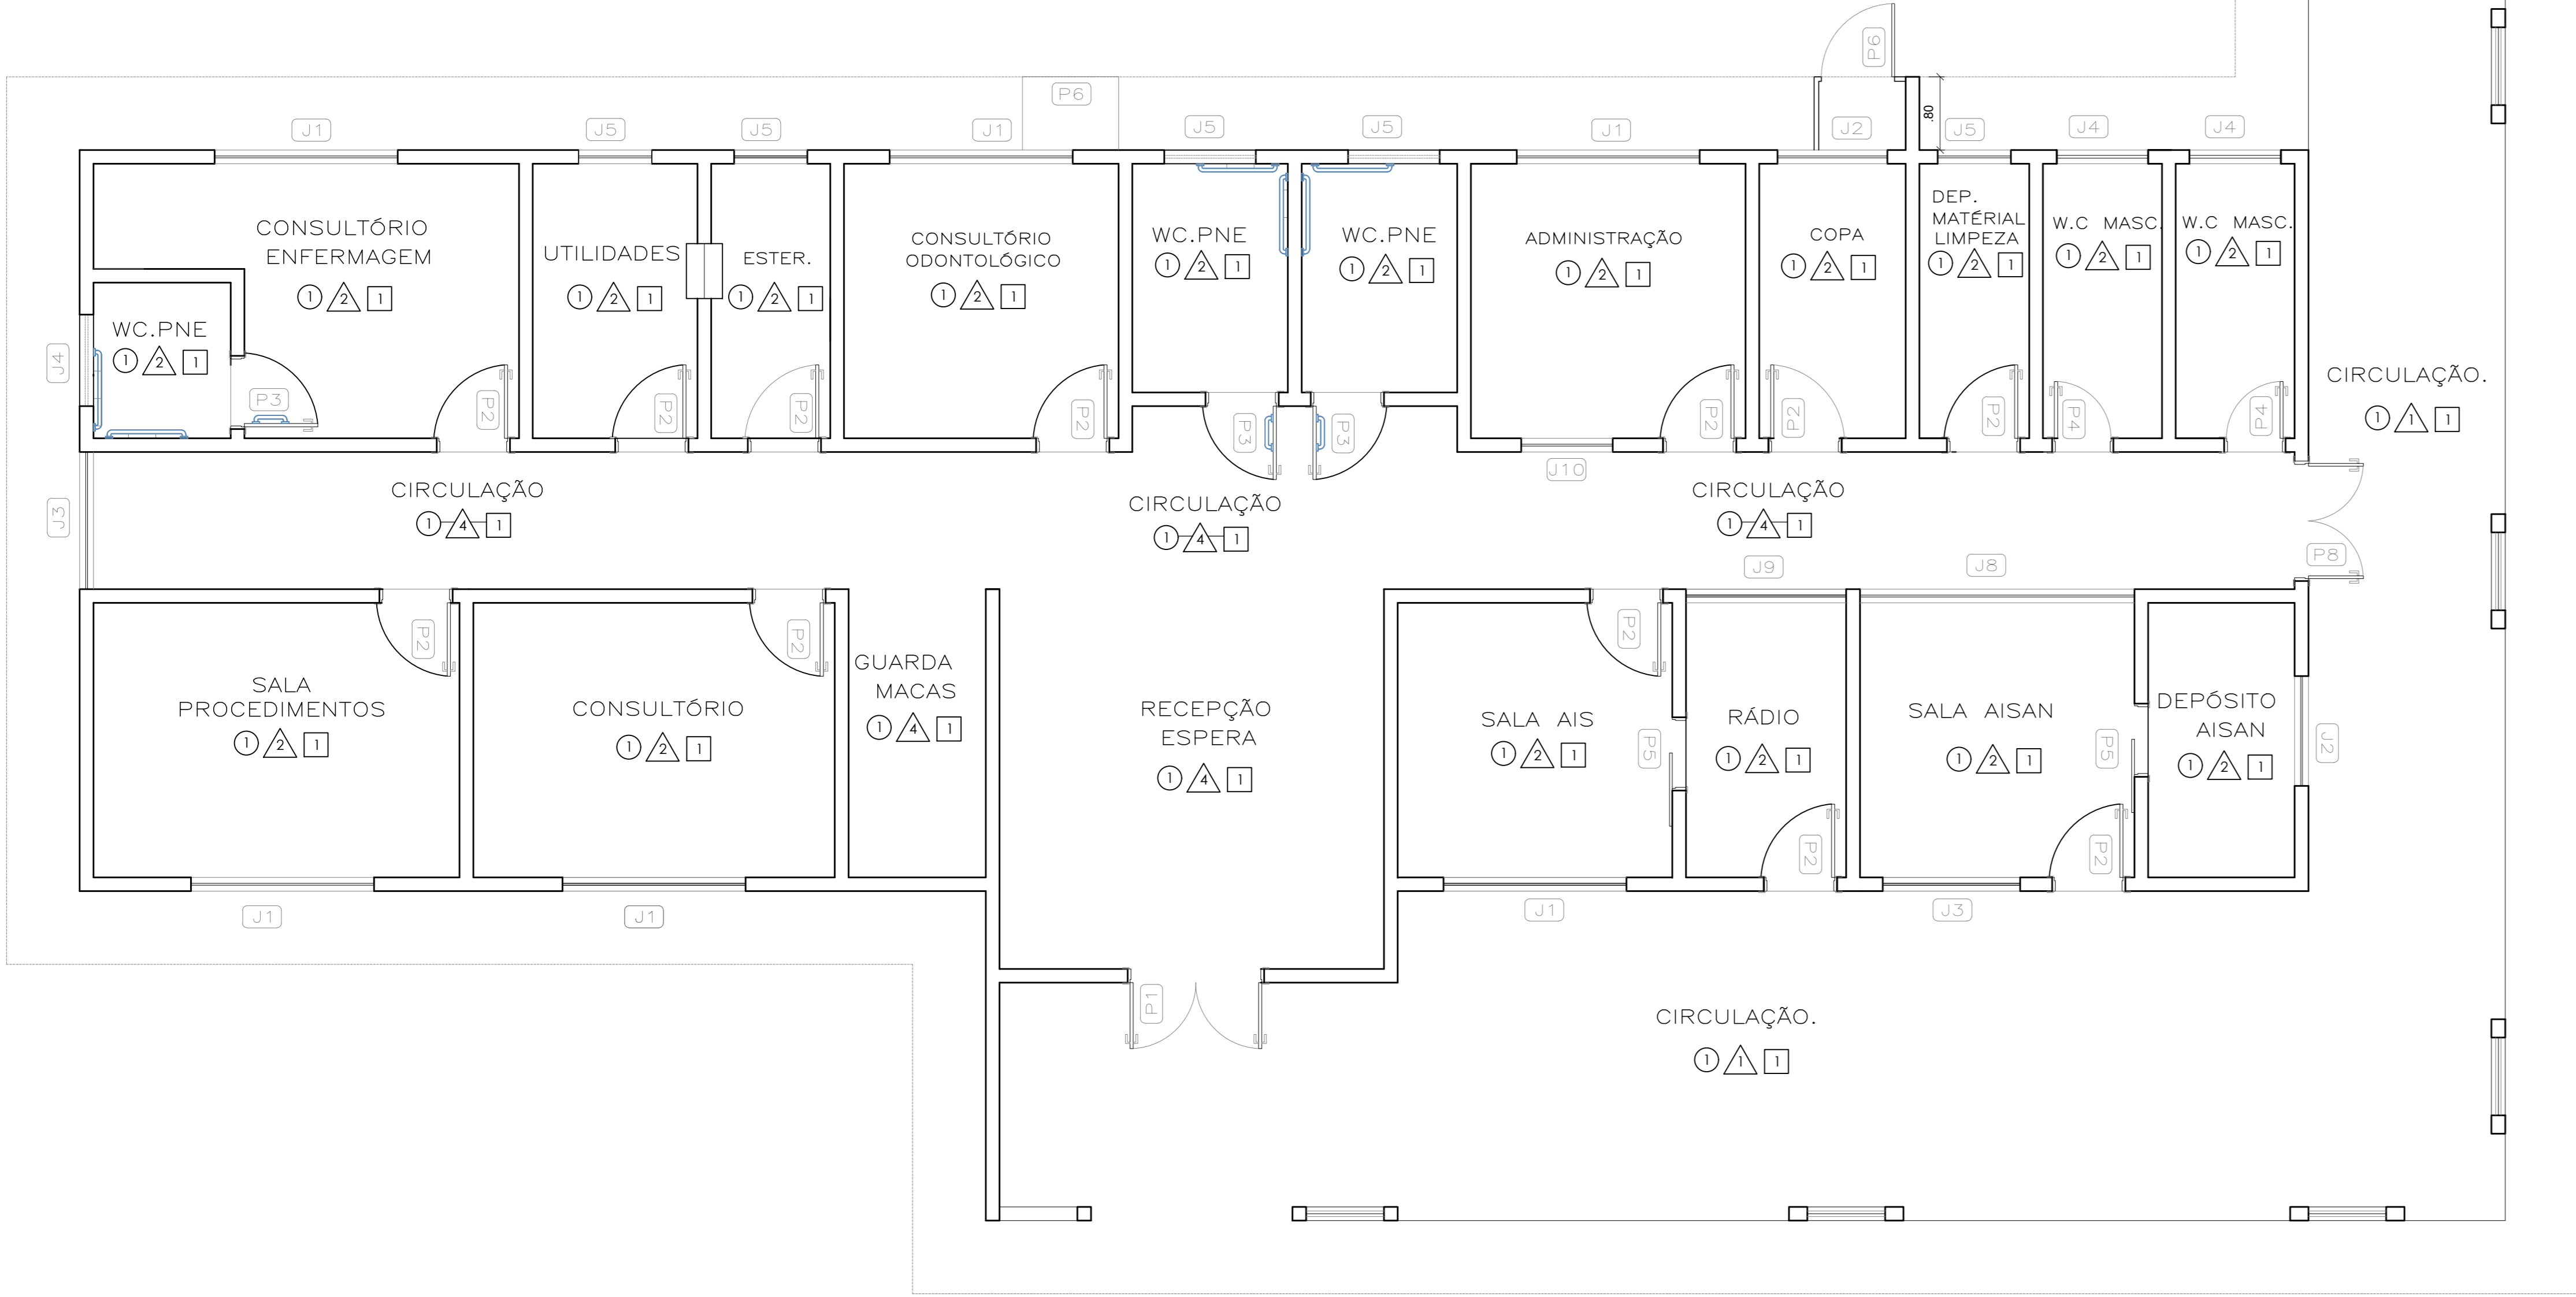 P6
P6
.80
J1
J5
J5
J1
J5
J5
J1
J2
J5
J4
J4
CONSULTÓRIO
ENFERMAGEM
1 2 1
UTILIDADES
1 2 1
ESTER.
1 2 1
CONSULTÓRIO
ODONTOLÓGICO
1 2 1
WC.PNE
1 2 1
WC.PNE
1 2 1
ADMINISTRAÇÃO
1 2 1
COPA
1 2 1
DEP.
MATÉRIAL
LIMPEZA
1 2 1
W.C MASC.
1 2 1
W.C MASC.
1 2 1
WC.PNE
1 2 1
J4
P3
P2
P2
P2
P2
P3
P3
P2
P2
P2
P4
P4
CIRCULAÇÃO.
1 1 1
J10
J3
CIRCULAÇÃO
1 4 1
CIRCULAÇÃO
1 4 1
CIRCULAÇÃO
1 4 1
P8
J9
J8
P2
P2
P2
SALA
PROCEDIMENTOS
1 2 1
CONSULTÓRIO
1 2 1
GUARDA
MACAS
1 4 1
RECEPÇÃO
ESPERA
1 4 1
SALA AIS
1 2 1
P5
RÁDIO
1 2 1
SALA AISAN
1 2 1
P5
DEPÓSITO
AISAN
1 2 1
J2
P2
P2
J1
J1
J1
J3
P1
CIRCULAÇÃO.
1 1 1